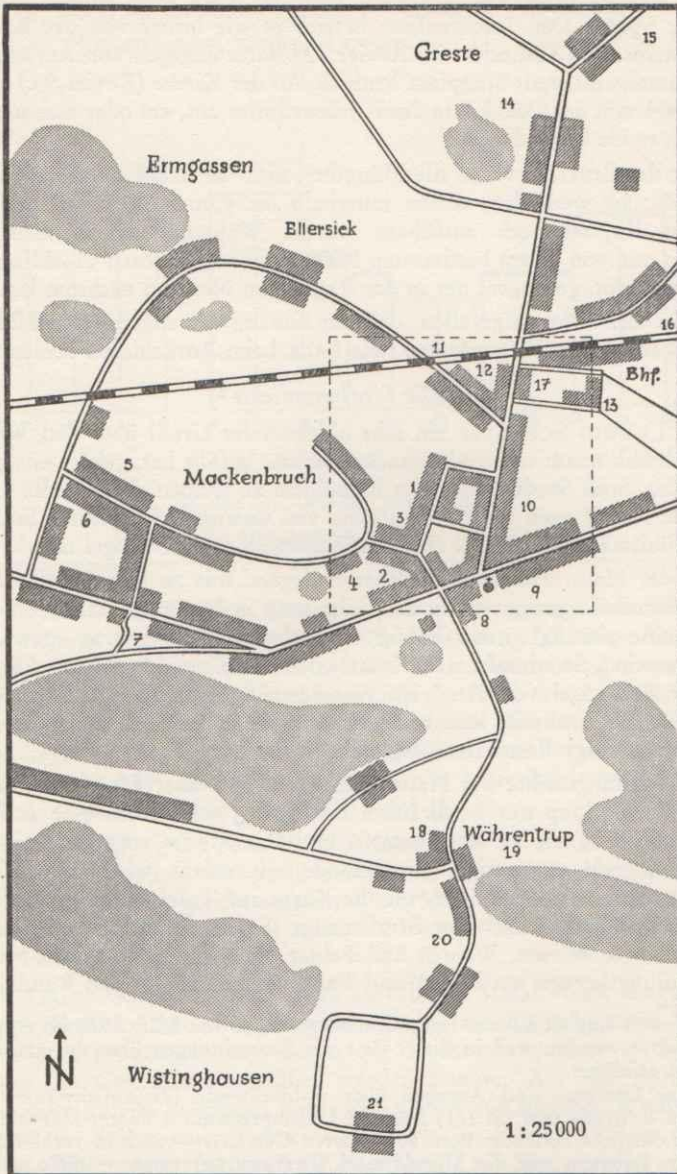 Greste
15
14
Ermgassen
Ellersiek
16
11
12
17
Bhf.
13
5
Mackenbruch
1
6
3
10
4
2
9
8
7
18
Währentrup
19
20
N
Wistinghausen
21
1:25000